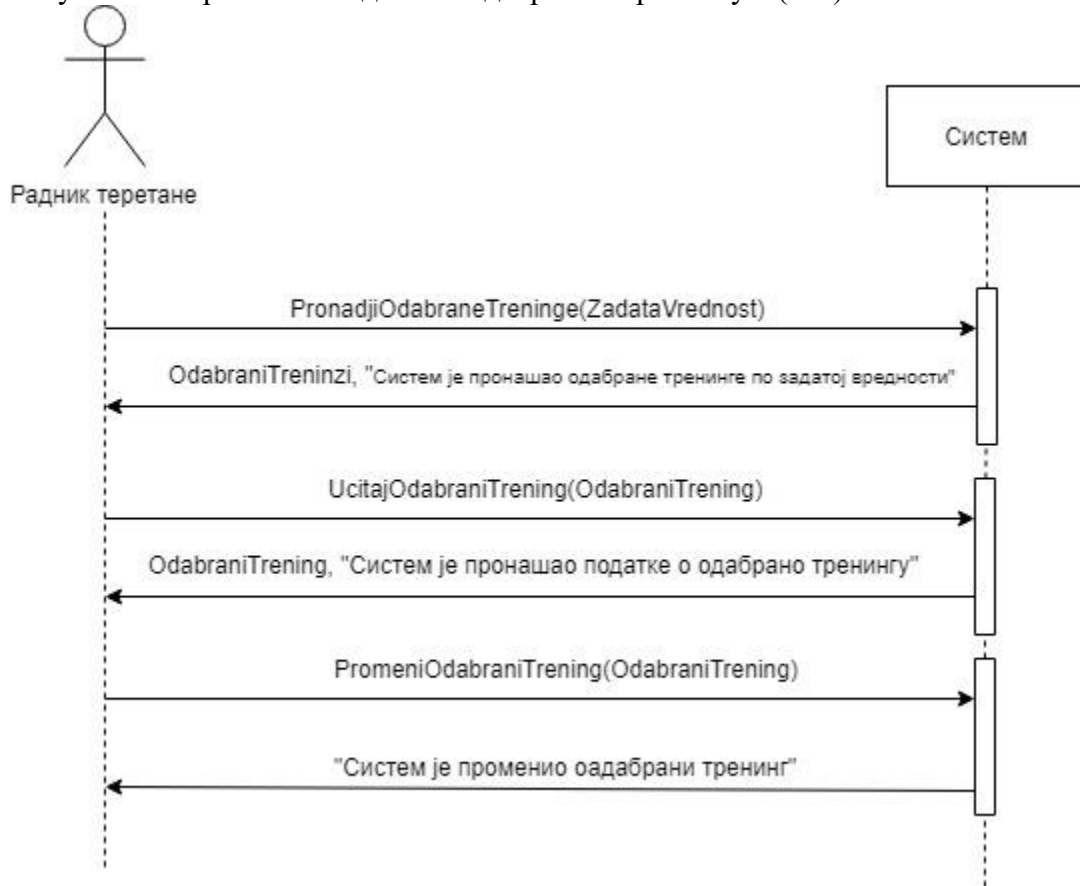 Радник теретане
Систем
PronadjiOdabraneTreninge(ZadataVrednost)
OdabraniTreninzi, "Систем је пронашао одабране тренинге по задатој вредности"
UcitajOdabraniTrening(OdabraniTrening)
OdabraniTrening, "Систем је пронашао податке о одабрано тренингу"
PromeniOdabraniTrening(OdabraniTrening)
"Систем је променио оадабрани тренинг"